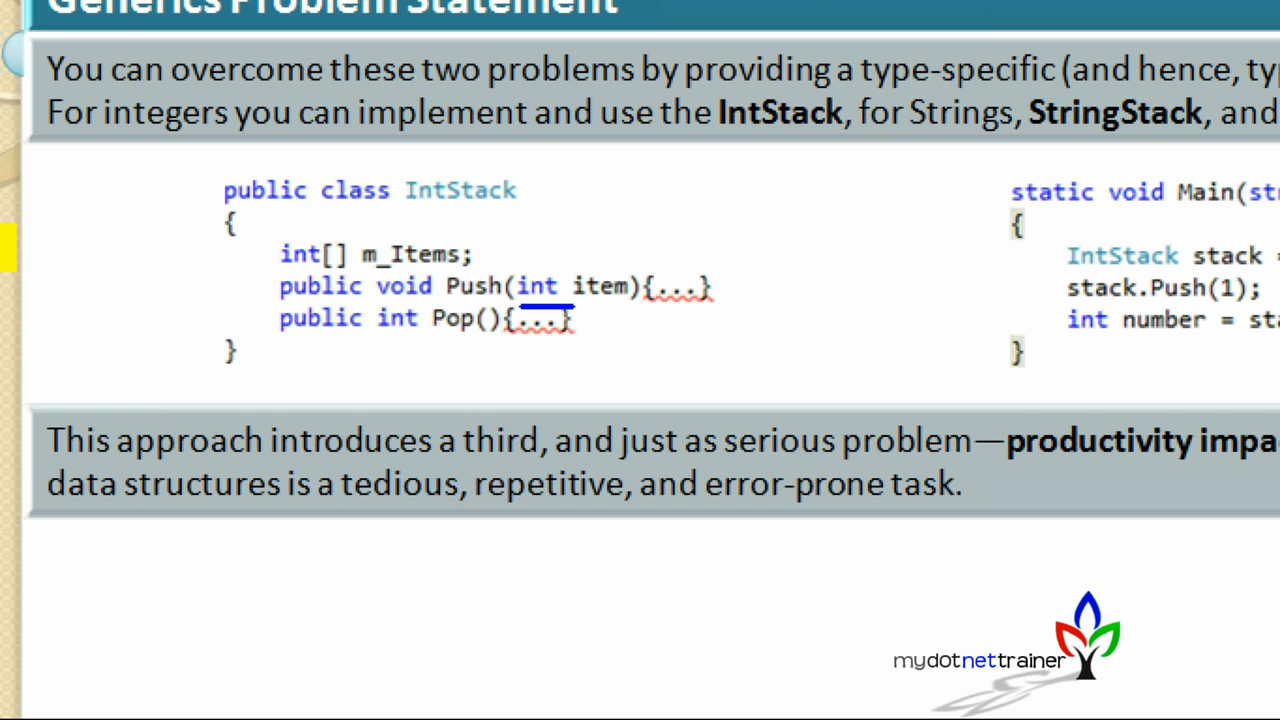 Generics Problem Statement
You can overcome these two problems by providing a type-specific (and hence, ty
For integers you can implement and use the IntStack, for Strings, StringStack, and
public class IntStack
{
int[] m_Items;
public void Push(int item){...}
public int Pop(){...}
}
static void Main(str
{
IntStack stack =
stack.Push(1);
int number = sta
}
This approach introduces a third, and just as serious problem—productivity impa
data structures is a tedious, repetitive, and error-prone task.
mydotnettrainer